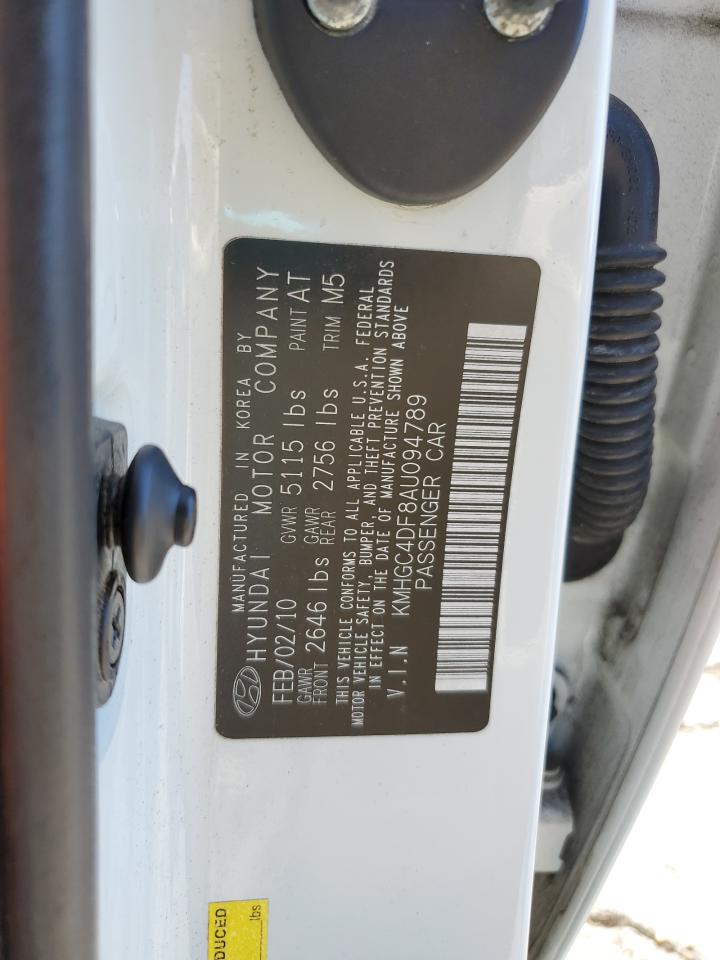 MANUFACTURED IN KOREA BY
HYUNDAI MOTOR COMPANY
FEB/02/10 GVWR 5115 lbs PAINT AT
GAWR FRONT 2646 lbs GAWR REAR 2756 lbs TRIM M5
THIS VEHICLE CONFORMS TO ALL APPLICABLE U.S.A. FEDERAL
MOTOR VEHICLE SAFETY, BUMPER, AND THEFT PREVENTION STANDARDS
IN EFFECT ON THE DATE OF MANUFACTURE SHOWN ABOVE
V.I.N KMHGC4DF8AU094789
PASSENGER CAR
DUCED
lbs